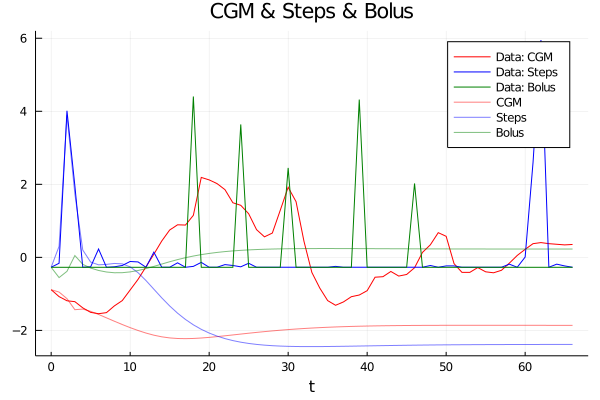 CGM & Steps & Bolus
6
4
2
0
−2
0
10
20
30
40
50
60
t
Data: CGM
Data: Steps
Data: Bolus
CGM
Steps
Bolus